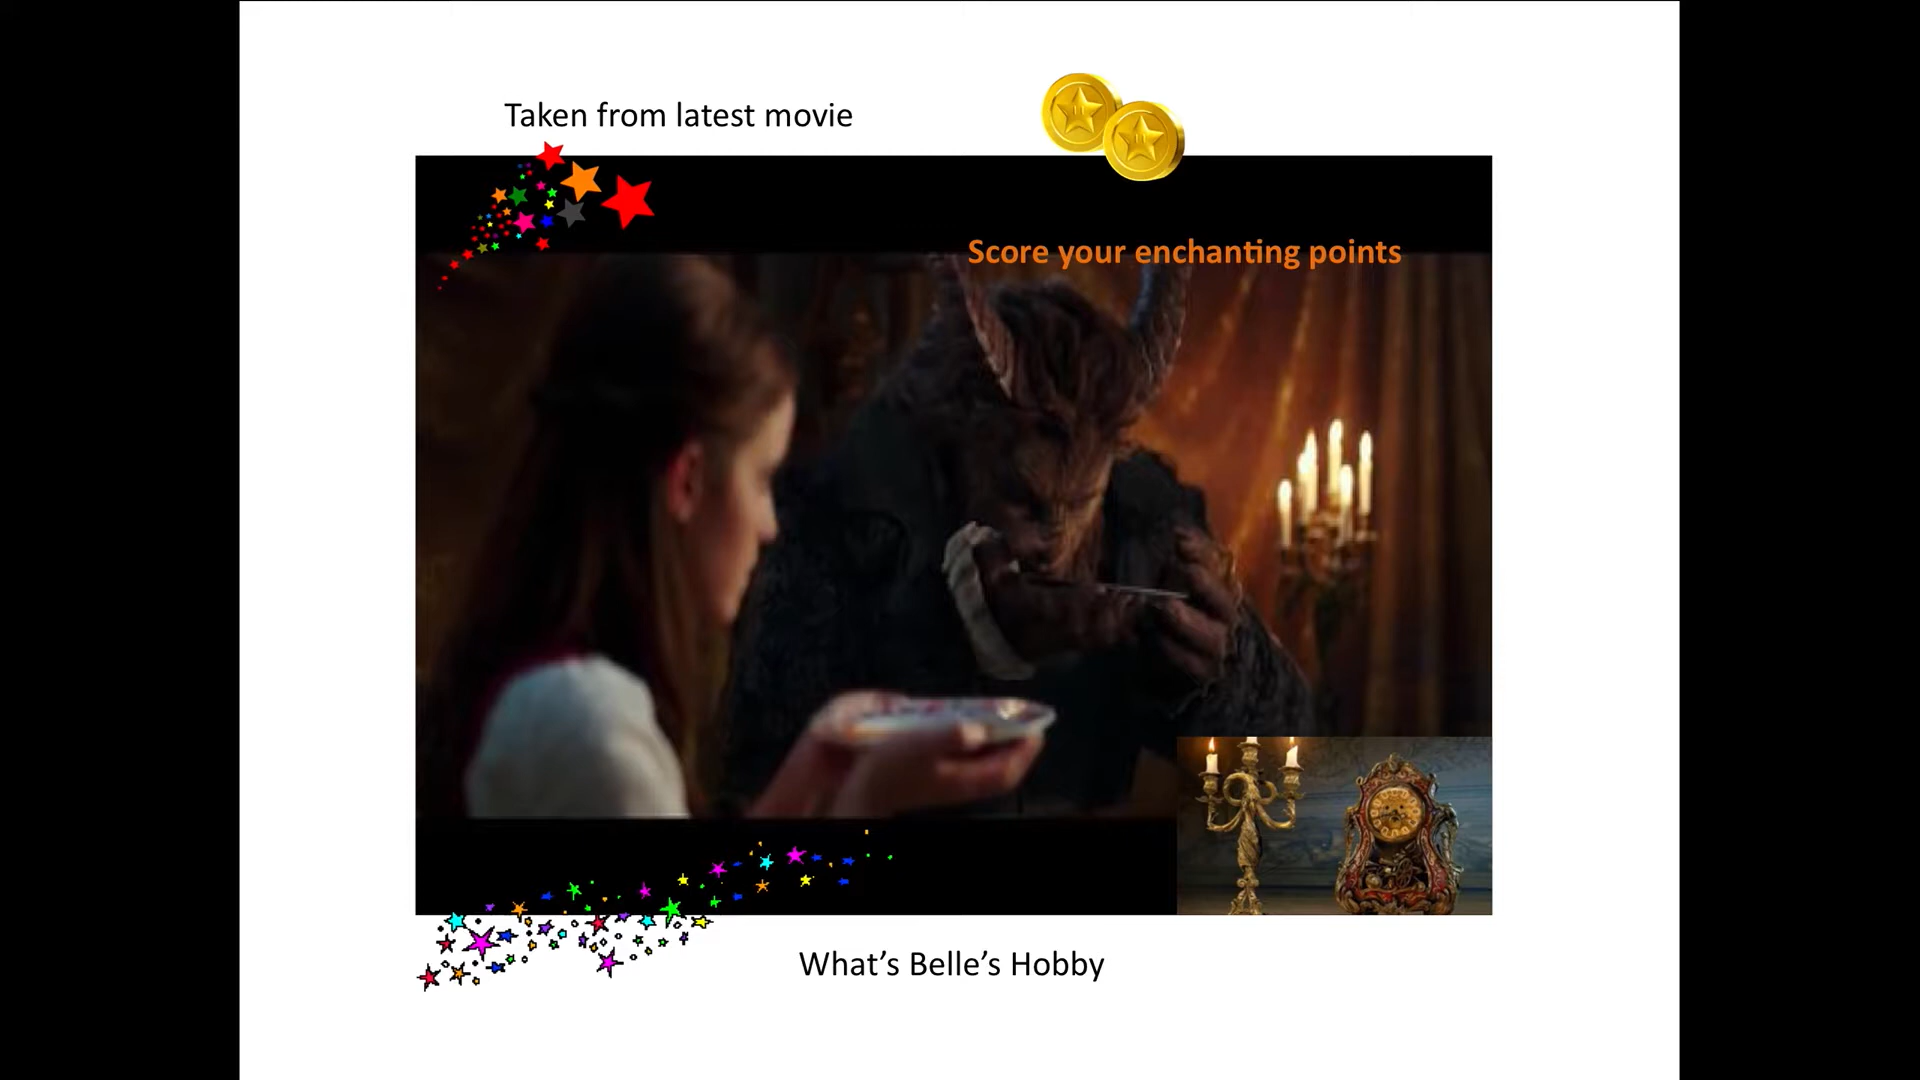 Taken from latest movie
Score your enchanting points
What’s Belle’s Hobby